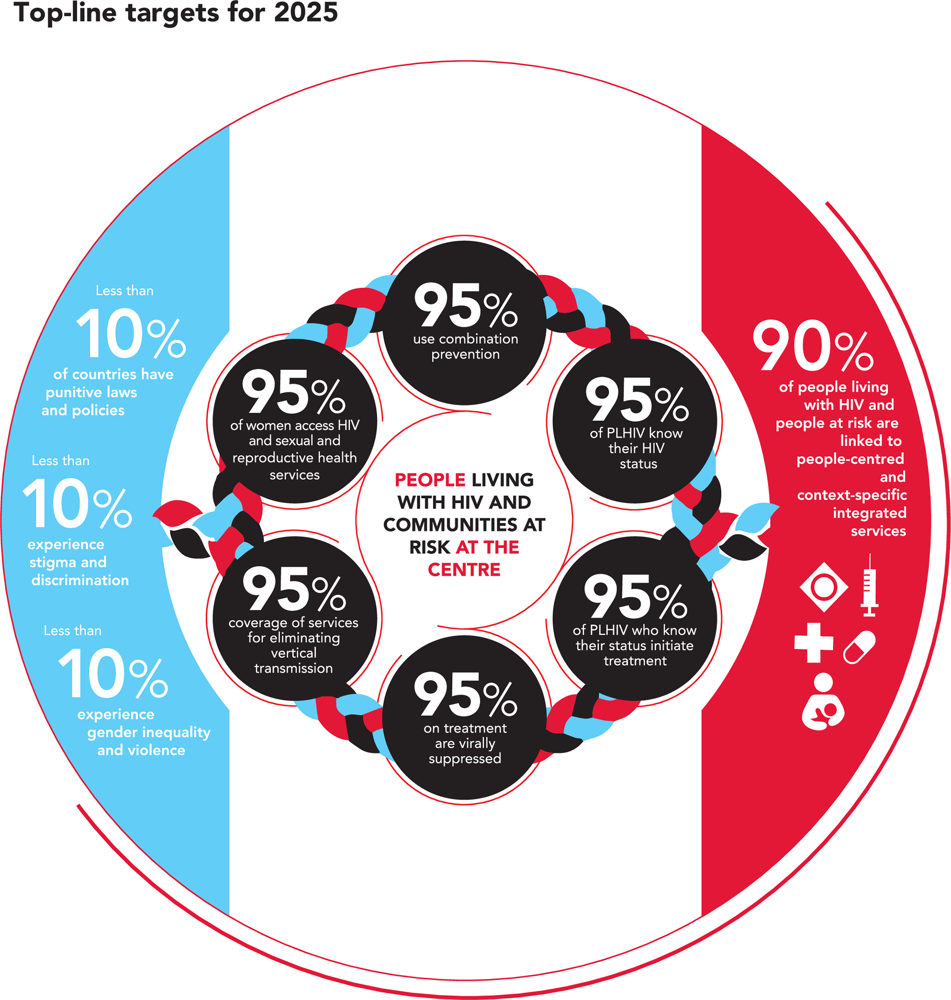 Top-line targets for 2025
Less than
10%
of countries have
punitive laws
and policies
Less than
10%
experience
stigma and
discrimination
Less than
10%
experience
gender inequality
and violence
95%
use combination
prevention
95%
of women access HIV
and sexual and
reproductive health
services
95%
of PLHIV know
their HIV
status
PEOPLE LIVING
WITH HIV AND
COMMUNITIES AT
RISK AT THE
CENTRE
95%
coverage of services
for eliminating
vertical
transmission
95%
of PLHIV who know
their status initiate
treatment
95%
on treatment
are virally
suppressed
90%
of people living
with HIV and
people at risk are
linked to
people-centred
and
context-specific
integrated
services